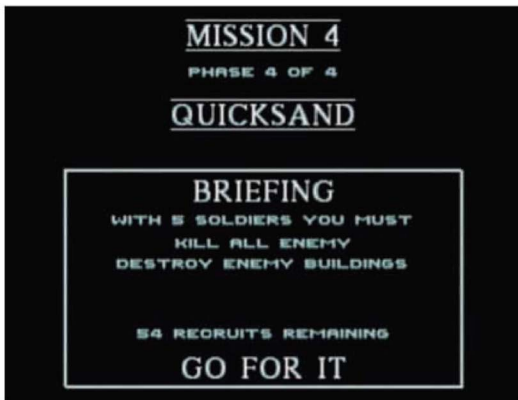 MISSION 4
PHASE 4 OF 4
QUICKSAND
BRIEFING
WITH 5 SOLDIERS YOU MUST
KILL ALL ENEMY
DESTROY ENEMY BUILDINGS
54 RECRUITS REMAINING
GO FOR IT